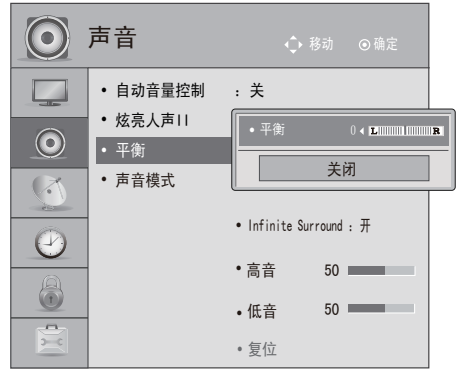 声音
移动 ⊙确定
• 自动音量控制 ：关
• 炫亮人声II
• 平衡
• 平衡 0 L R
关闭
• 声音模式
• Infinite Surround ：开
• 高音 50
• 低音 50
• 复位